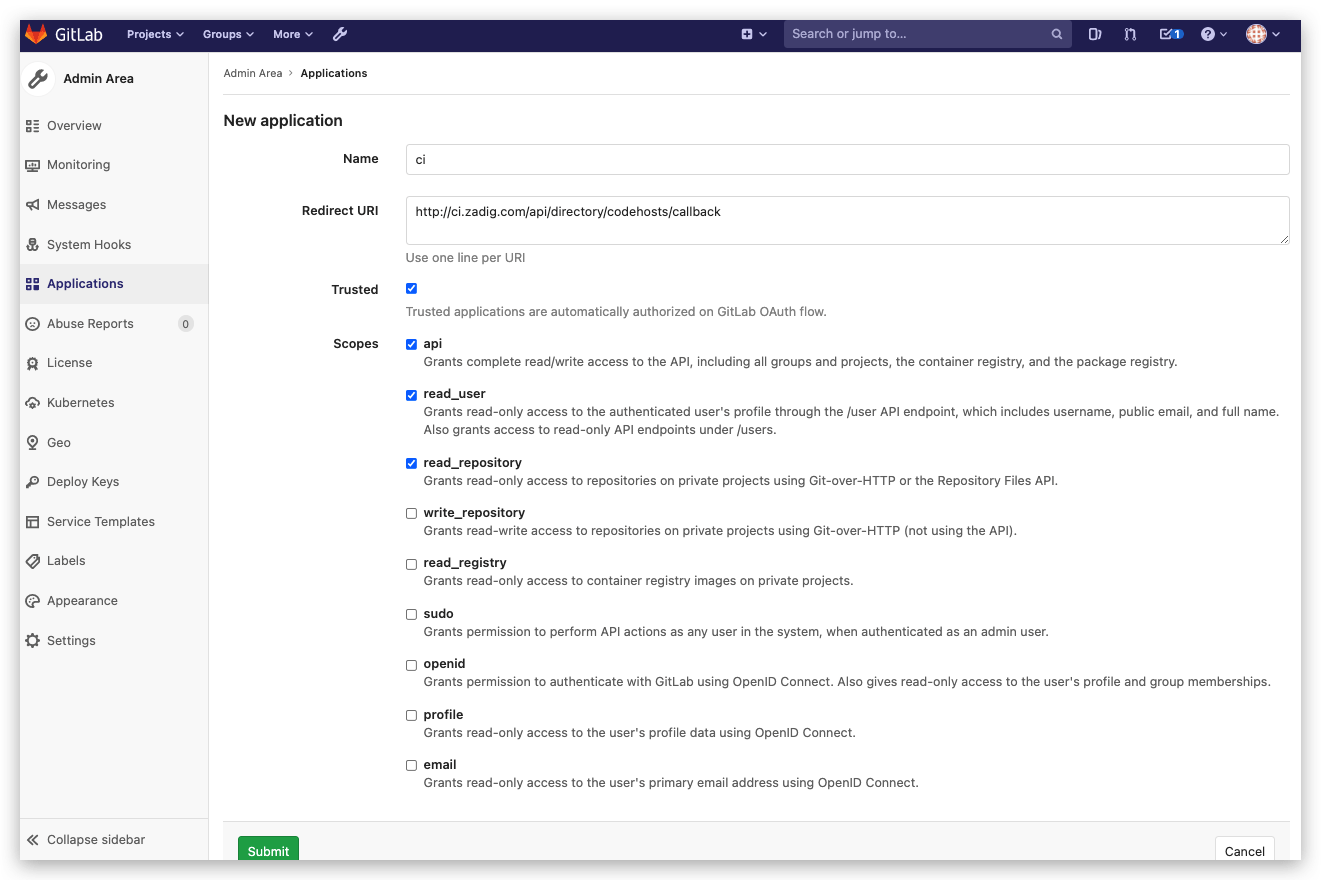 GitLab Projects Groups More Search or jump to... 1
Admin Area
Overview
Monitoring
Messages
System Hooks
Applications
Abuse Reports 0
License
Kubernetes
Geo
Deploy Keys
Service Templates
Labels
Appearance
Settings
Collapse sidebar
Admin Area › Applications
New application
Name ci
Redirect URI http://ci.zadig.com/api/directory/codehosts/callback
Use one line per URI
Trusted
Trusted applications are automatically authorized on GitLab OAuth flow.
Scopes api
Grants complete read/write access to the API, including all groups and projects, the container registry, and the package registry.
read_user
Grants read-only access to the authenticated user's profile through the /user API endpoint, which includes username, public email, and full name.
Also grants access to read-only API endpoints under /users.
read_repository
Grants read-only access to repositories on private projects using Git-over-HTTP or the Repository Files API.
write_repository
Grants read-write access to repositories on private projects using Git-over-HTTP (not using the API).
read_registry
Grants read-only access to container registry images on private projects.
sudo
Grants permission to perform API actions as any user in the system, when authenticated as an admin user.
openid
Grants permission to authenticate with GitLab using OpenID Connect. Also gives read-only access to the user's profile and group memberships.
profile
Grants read-only access to the user's profile data using OpenID Connect.
email
Grants read-only access to the user's primary email address using OpenID Connect.
Submit Cancel